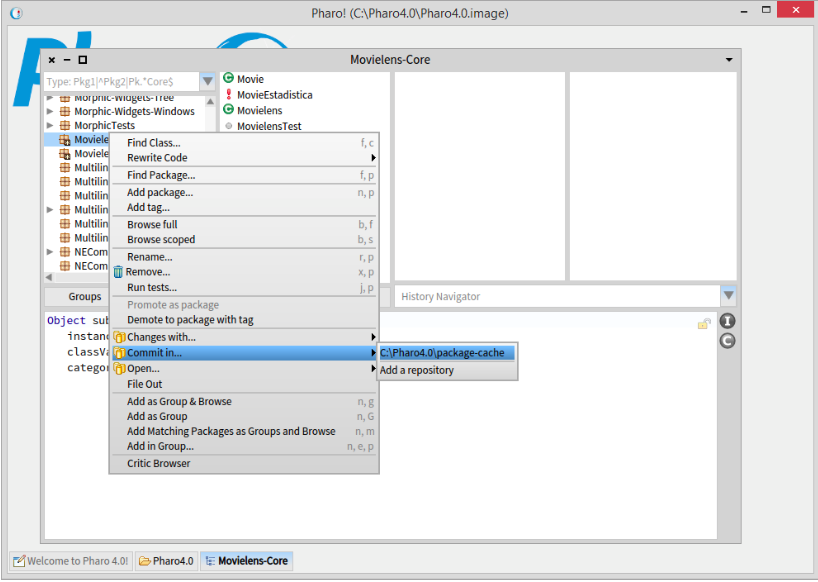 Pharo! (C:\Pharo4.0\Pharo4.0.image)
Movielens-Core
Type: Pkg1|^Pkg2|Pk.*Core$
Morphic-Widgets-Tree
Morphic-Widgets-Windows
MorphicTests
Moviele
Moviele
Multilin
Multilin
Multilin
Multilin
Multilin
Multilin
NECom
NECom
Movie
MovieEstadistica
Movielens
MovielensTest
Find Class... f, c
Rewrite Code
Find Package... f, p
Add package... n, p
Add tag...
Browse full b, f
Browse scoped b, s
Rename... r, p
Remove... x, p
Run tests... j, p
Promote as package
Demote to package with tag
Changes with...
Commit in...
Open...
File Out
Add as Group & Browse n, g
Add as Group n, G
Add Matching Packages as Groups and Browse n, m
Add in Group... n, e, p
Critic Browser
C:\Pharo4.0\package-cache
Add a repository
Groups
History Navigator
Object sub
instanc
classVa
categor
I
C
Welcome to Pharo 4.0!
Pharo4.0
Movielens-Core